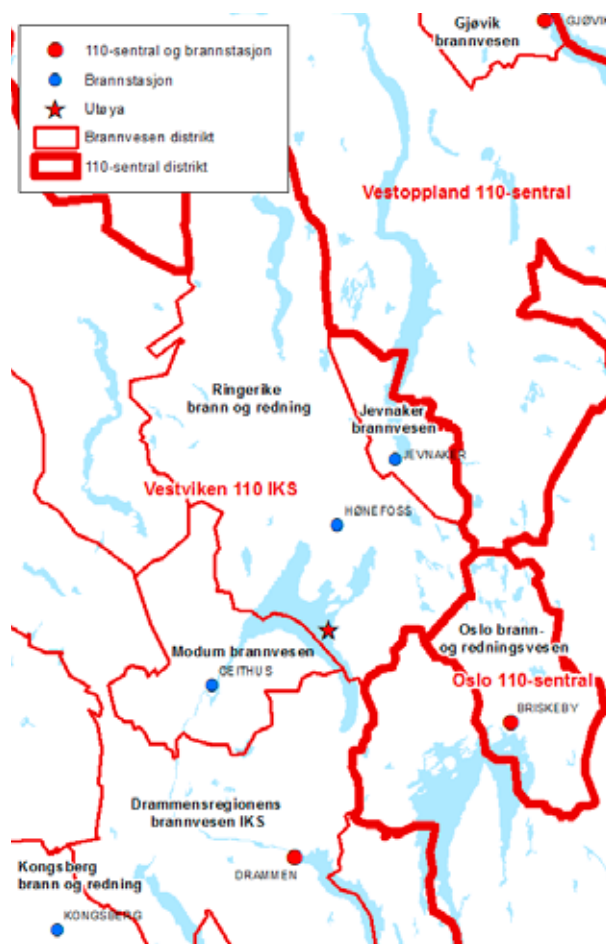 Gjøvik
brannvesen
GJØVIK
110-sentral og brannstasjon
Brannstasjon
Utøya
Brannvesen distrikt
110-sentral distrikt
Vestoppland 110-sentral
Ringerike
brann og redning
Jevnaker
brannvesen
JEVNAKER
Vestviken 110 IKS
HØNEFOSS
Oslo brann-
og redningsvesen
Modum brannvesen
GEITHUS
Oslo 110-sentral
BRISKEBY
Drammensregionens
brannvesen IKS
Kongsberg
brann og redning
DRAMMEN
KONGSBERG